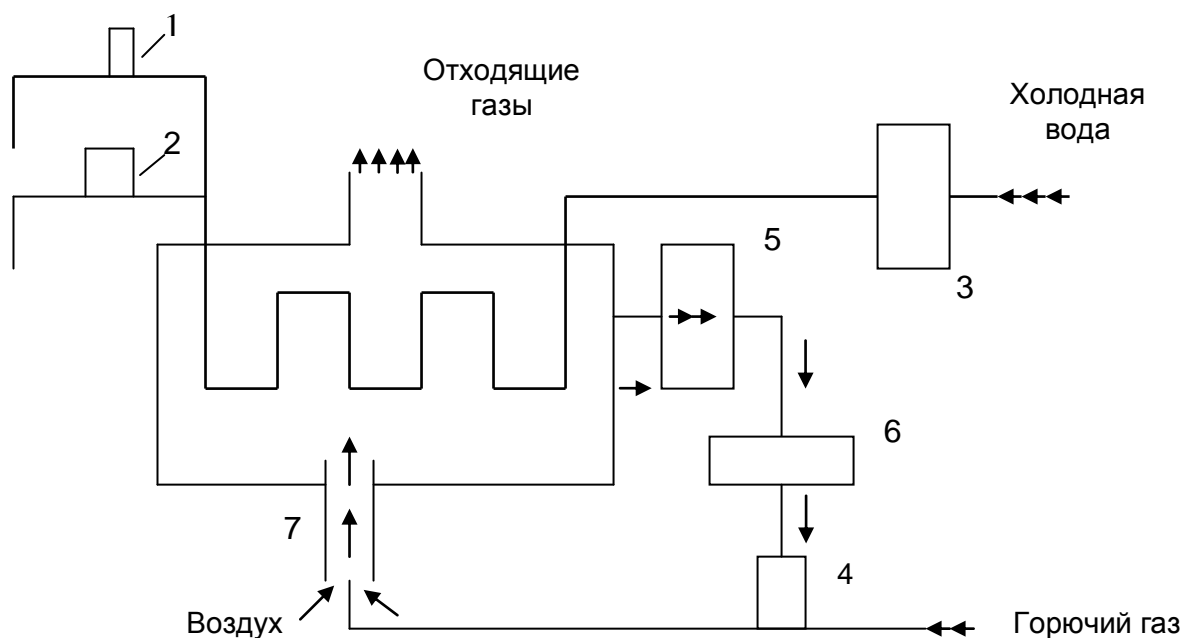 1
Отходящие
газы
Холодная
вода
2
5
3
6
7
4
Воздух
Горючий газ